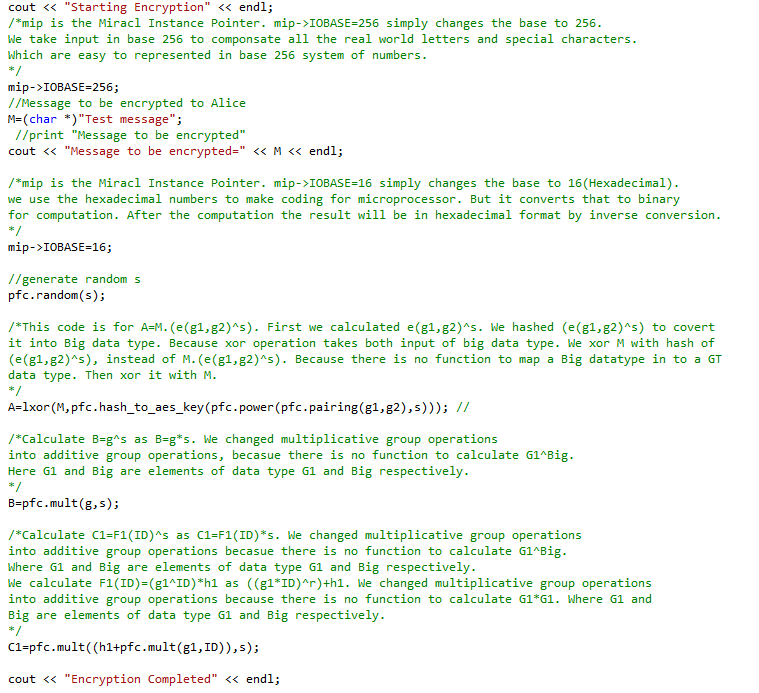 cout << "Starting Encryption" << endl;
/*mip is the Miracl Instance Pointer. mip->IOBASE=256 simply changes the base to 256.
We take input in base 256 to componsate all the real world letters and special characters.
Which are easy to represented in base 256 system of numbers.
*/
mip->IOBASE=256;
//Message to be encrypted to Alice
M=(char *)"Test message";
//print "Message to be encrypted"
cout << "Message to be encrypted=" << M << endl;
/*mip is the Miracl Instance Pointer. mip->IOBASE=16 simply changes the base to 16(Hexadecimal).
we use the hexadecimal numbers to make coding for microprocessor. But it converts that to binary
for computation. After the computation the result will be in hexadecimal format by inverse conversion.
*/
mip->IOBASE=16;
//generate random s
pfc.random(s);
/*This code is for A=M.(e(g1,g2)^s). First we calculated e(g1,g2)^s. We hashed (e(g1,g2)^s) to covert
it into Big data type. Because xor operation takes both input of big data type. We xor M with hash of
(e(g1,g2)^s), instead of M.(e(g1,g2)^s). Because there is no function to map a Big datatype in to a GT
data type. Then xor it with M.
*/
A=lxor(M,pfc.hash_to_aes_key(pfc.power(pfc.pairing(g1,g2),s))); //
/*Calculate B=g^s as B=g*s. We changed multiplicative group operations
into additive group operations, becasue there is no function to calculate G1^Big.
Here G1 and Big are elements of data type G1 and Big respectively.
*/
B=pfc.mult(g,s);
/*Calculate C1=F1(ID)^s as C1=F1(ID)*s. We changed multiplicative group operations
into additive group operations becasue there is no function to calculate G1^Big.
Where G1 and Big are elements of data type G1 and Big respectively.
We calculate F1(ID)=(g1^ID)*h1 as ((g1*ID)^r)+h1. We changed multiplicative group operations
into additive group operations because there is no function to calculate G1*G1. Where G1 and
Big are elements of data type G1 and Big respectively.
*/
C1=pfc.mult((h1+pfc.mult(g1,ID)),s);
cout << "Encryption Completed" << endl;